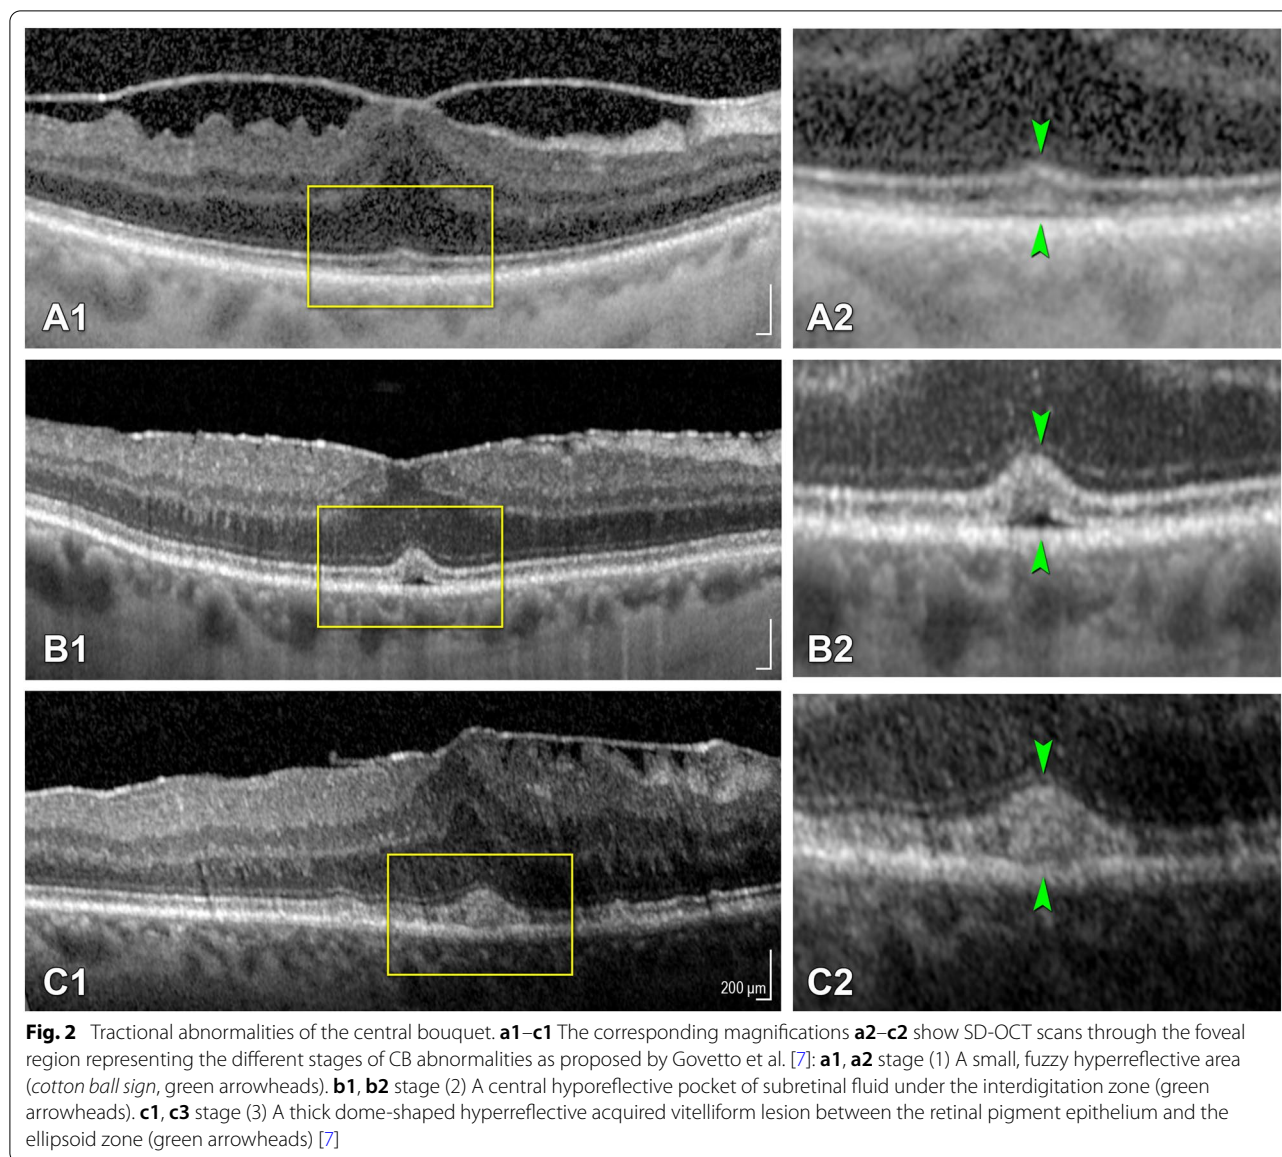 A1
A2
B1
B2
C1
200 µm
C2
Fig. 2 Tractional abnormalities of the central bouquet. a1–c1 The corresponding magnifications a2–c2 show SD-OCT scans through the foveal
region representing the different stages of CB abnormalities as proposed by Govetto et al. [7]: a1, a2 stage (1) A small, fuzzy hyperreflective area
(cotton ball sign, green arrowheads). b1, b2 stage (2) A central hyporeflective pocket of subretinal fluid under the interdigitation zone (green
arrowheads). c1, c3 stage (3) A thick dome-shaped hyperreflective acquired vitelliform lesion between the retinal pigment epithelium and the
ellipsoid zone (green arrowheads) [7]